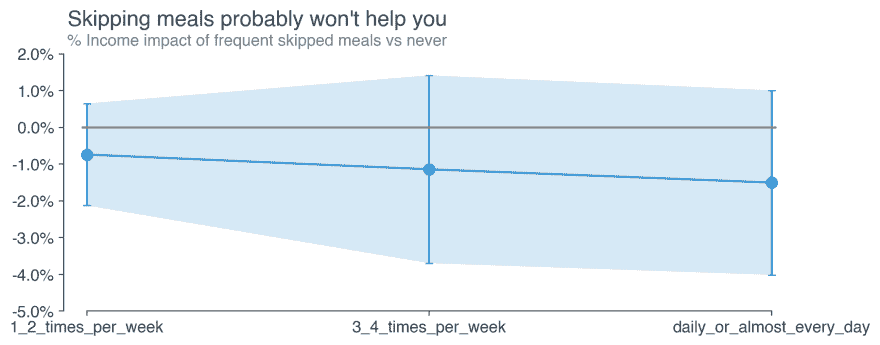 Skipping meals probably won't help you
% Income impact of frequent skipped meals vs never
2.0%
1.0%
0.0%
-1.0%
-2.0%
-3.0%
-4.0%
-5.0%
1_2_times_per_week 3_4_times_per_week daily_or_almost_every_day